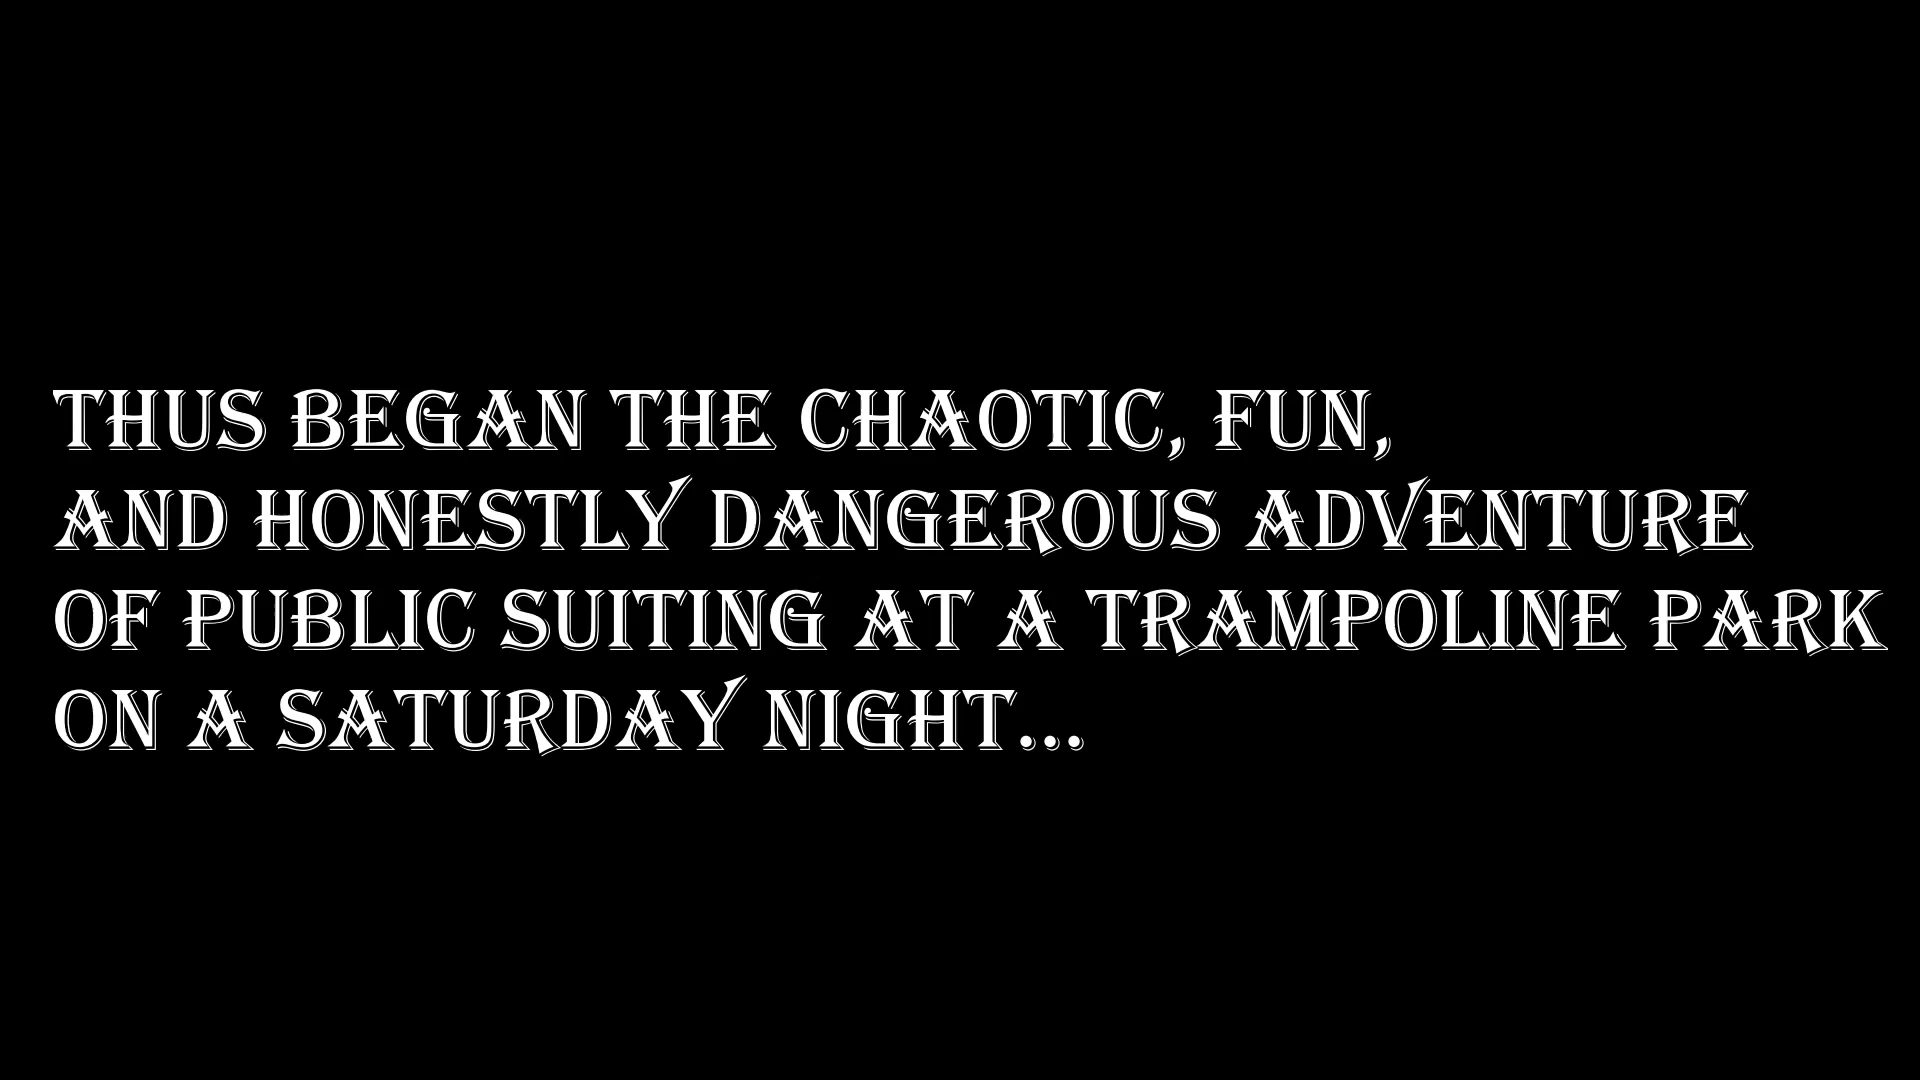 THUS BEGAN THE CHAOTIC, FUN,
AND HONESTLY DANGEROUS ADVENTURE
OF PUBLIC SUITING AT A TRAMPOLINE PARK
ON A SATURDAY NIGHT...